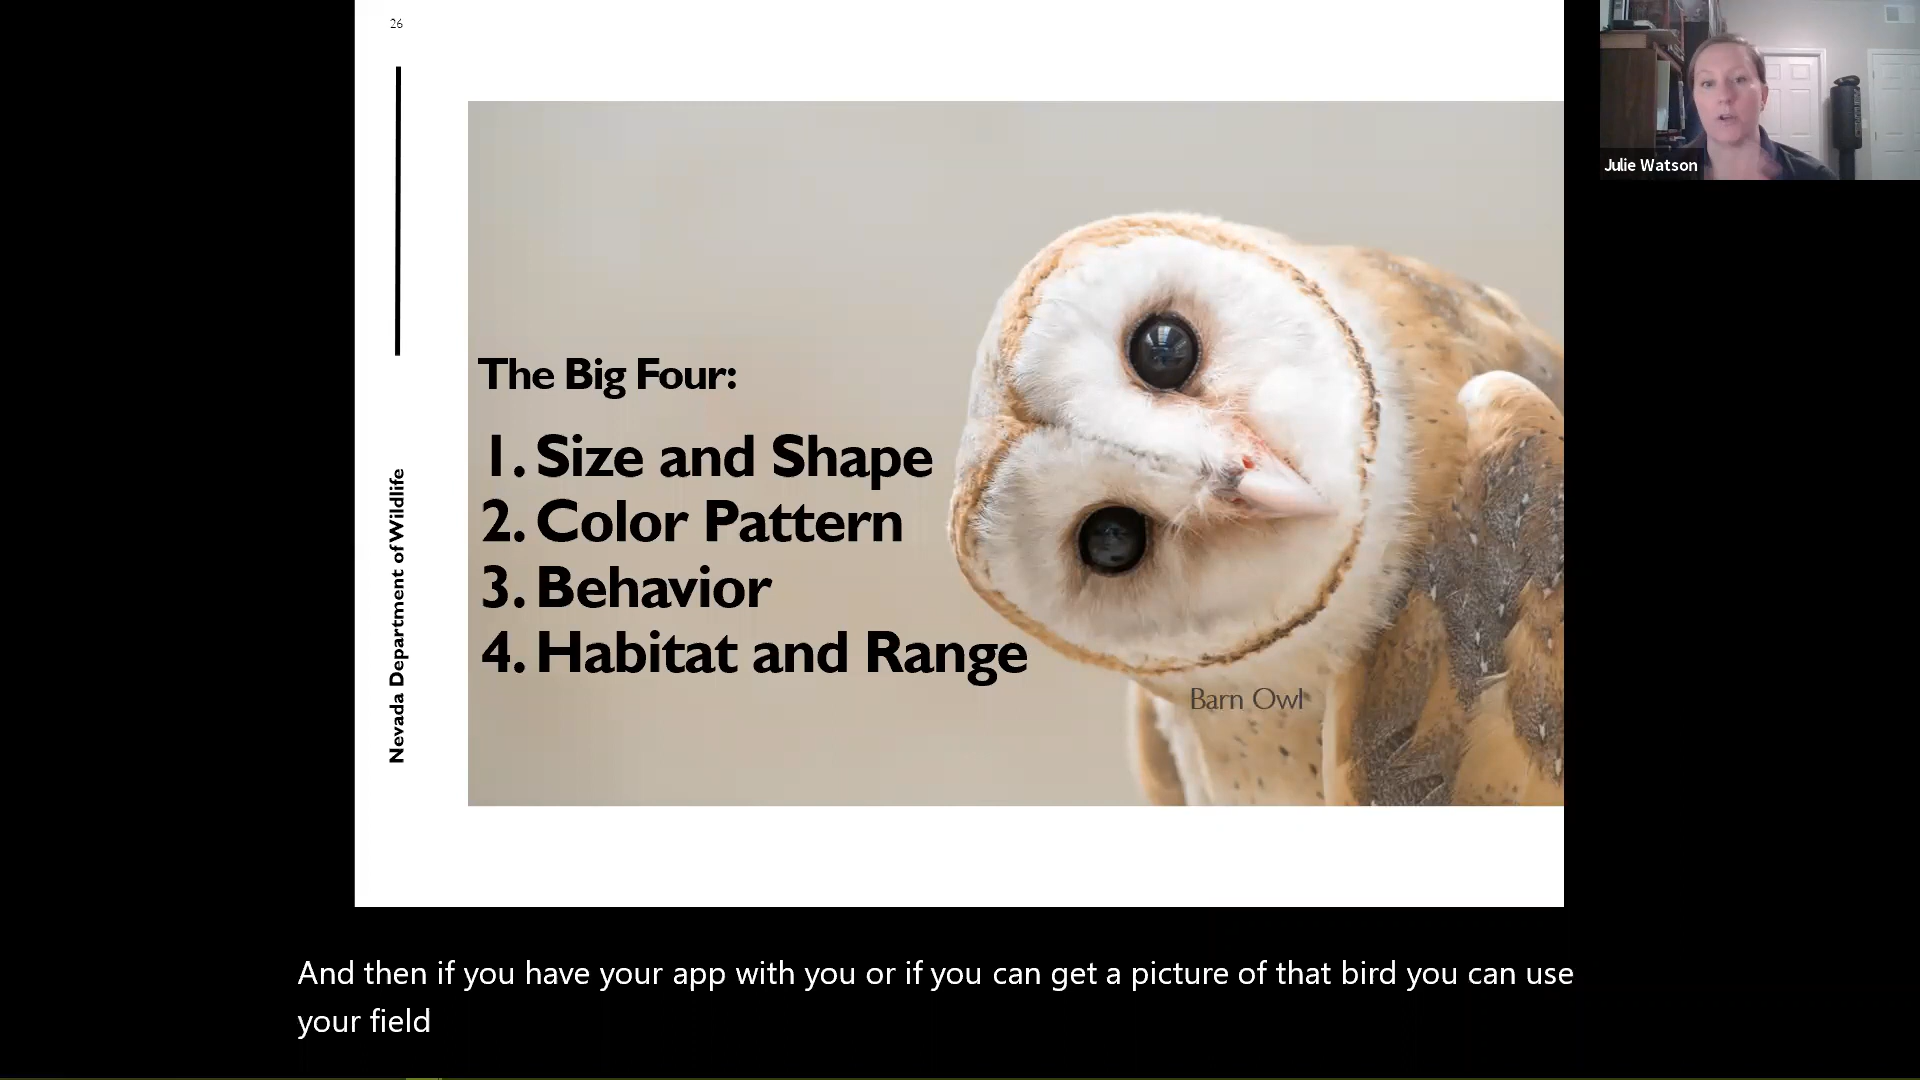 26
Nevada Department of Wildlife
The Big Four:
1. Size and Shape
2. Color Pattern
3. Behavior
4. Habitat and Range
Barn Owl
Julie Watson
And then if you have your app with you or if you can get a picture of that bird you can use
your field